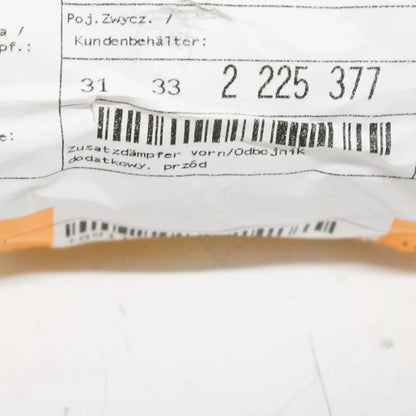 Poj.Zwycz. /
a /
Kundenbehälter:
pf.:
31 33 2 225 377
e:
Zusatzdämpfer vorn/Odbojnik
dodatkowy. przód